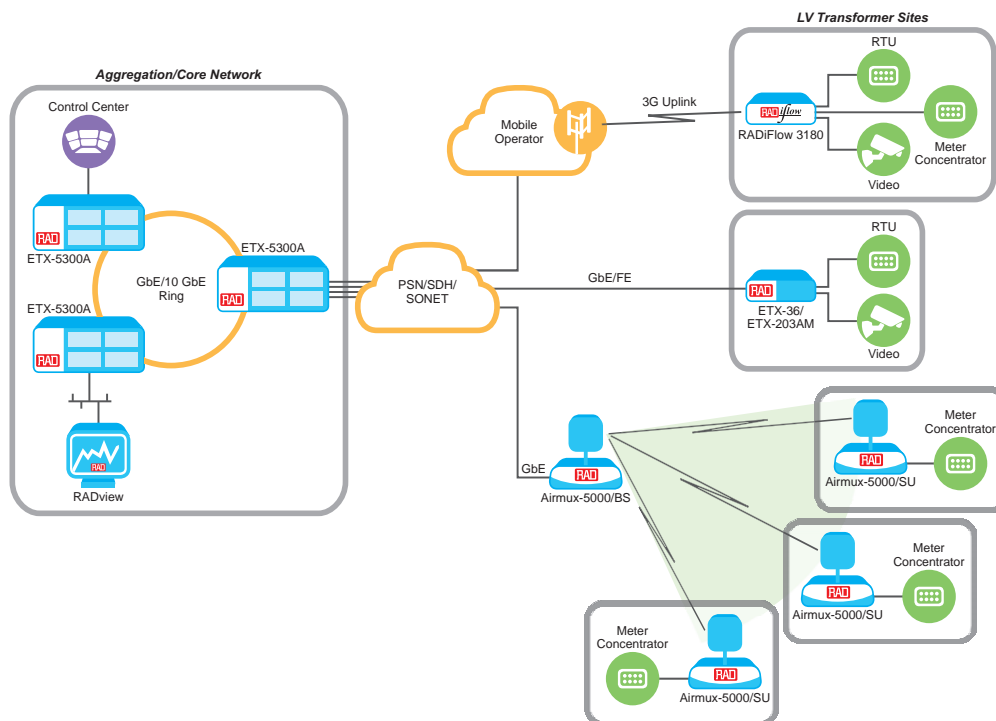 LV Transformer Sites
Aggregation/Core Network
Control Center
RAD
ETX-5300A
ETX-5300A
RAD
GbE/10 GbE
Ring
ETX-5300A
RAD
RAD
RADview
PSN/SDH/
SONET
Mobile
Operator
3G Uplink
RAD iflow
RADiFlow 3180
RTU
Meter
Concentrator
Video
GbE/FE
RAD
ETX-36/
ETX-203AM
RTU
Video
GbE
RAD
Airmux-5000/BS
RAD
Airmux-5000/SU
Meter
Concentrator
RAD
Airmux-5000/SU
Meter
Concentrator
Meter
Concentrator
RAD
Airmux-5000/SU